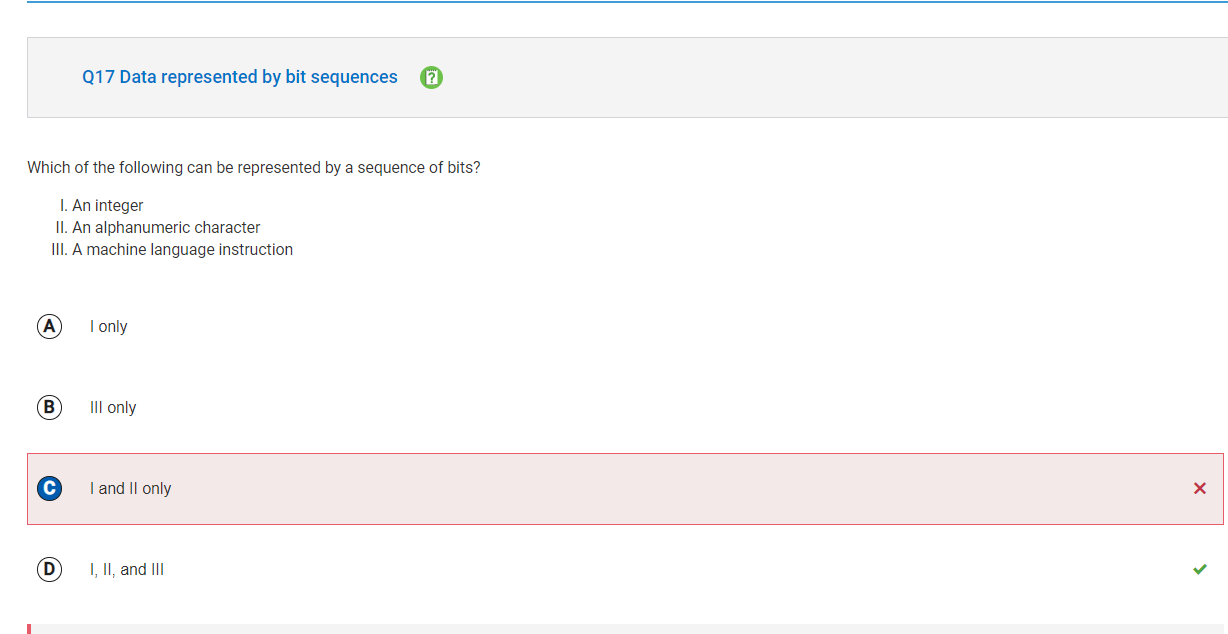 Q17 Data represented by bit sequences
Which of the following can be represented by a sequence of bits?
I. An integer
II. An alphanumeric character
III. A machine language instruction
A I only
B III only
C I and II only
D I, II, and III